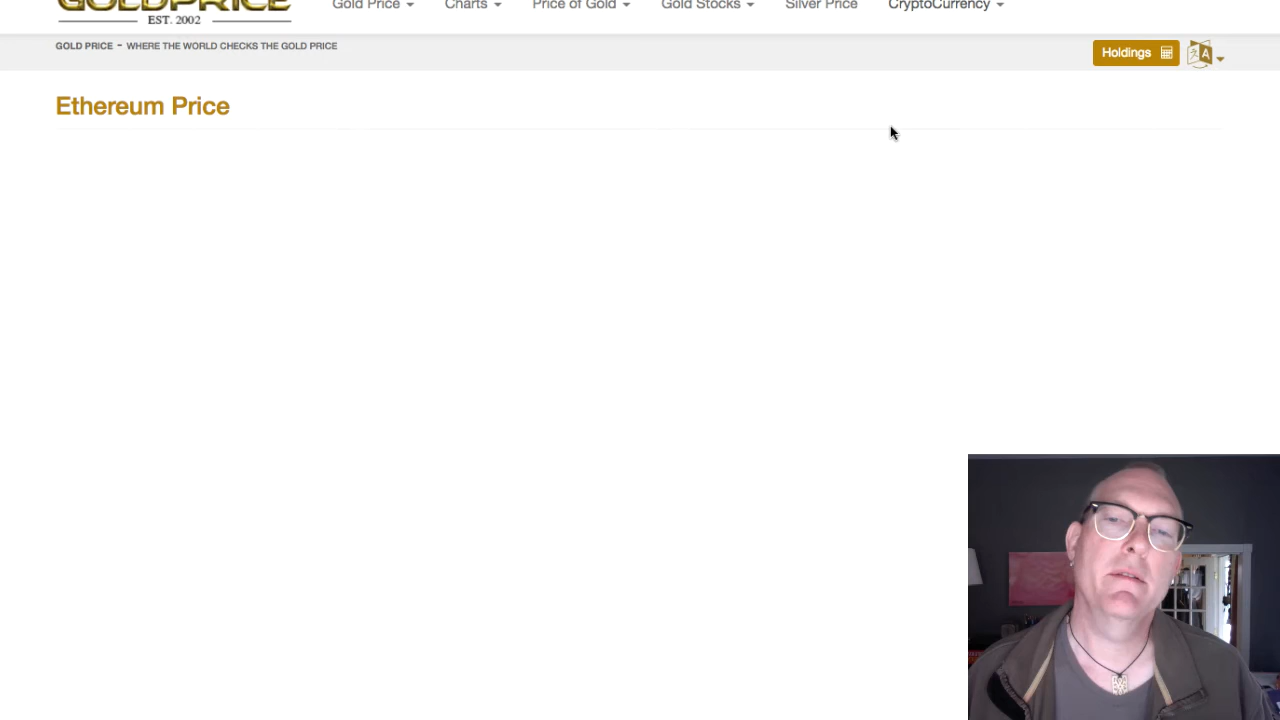 GOLDPRICE
EST. 2002
Gold Price
Charts
Price of Gold
Gold Stocks
Silver Price
CryptoCurrency
GOLD PRICE - WHERE THE WORLD CHECKS THE GOLD PRICE
Holdings
A
Ethereum Price